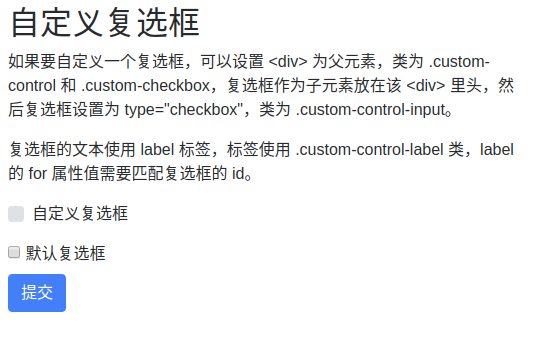 自定义复选框
如果要自定义一个复选框，可以设置 <div> 为父元素，类为 .custom-
control 和 .custom-checkbox，复选框作为子元素放在该 <div> 里头，然
后复选框设置为 type="checkbox"，类为 .custom-control-input。
复选框的文本使用 label 标签，标签使用 .custom-control-label 类，label
的 for 属性值需要匹配复选框的 id。
自定义复选框
默认复选框
提交